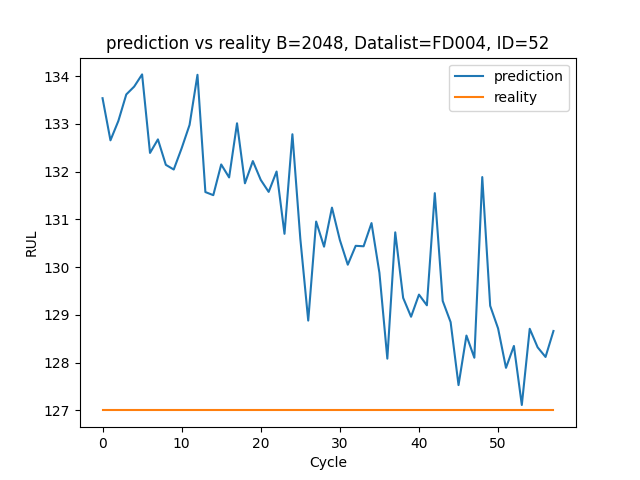 prediction vs reality B=2048, Datalist=FD004, ID=52
prediction
reality
RUL
134
133
132
131
130
129
128
127
0 10 20 30 40 50
Cycle